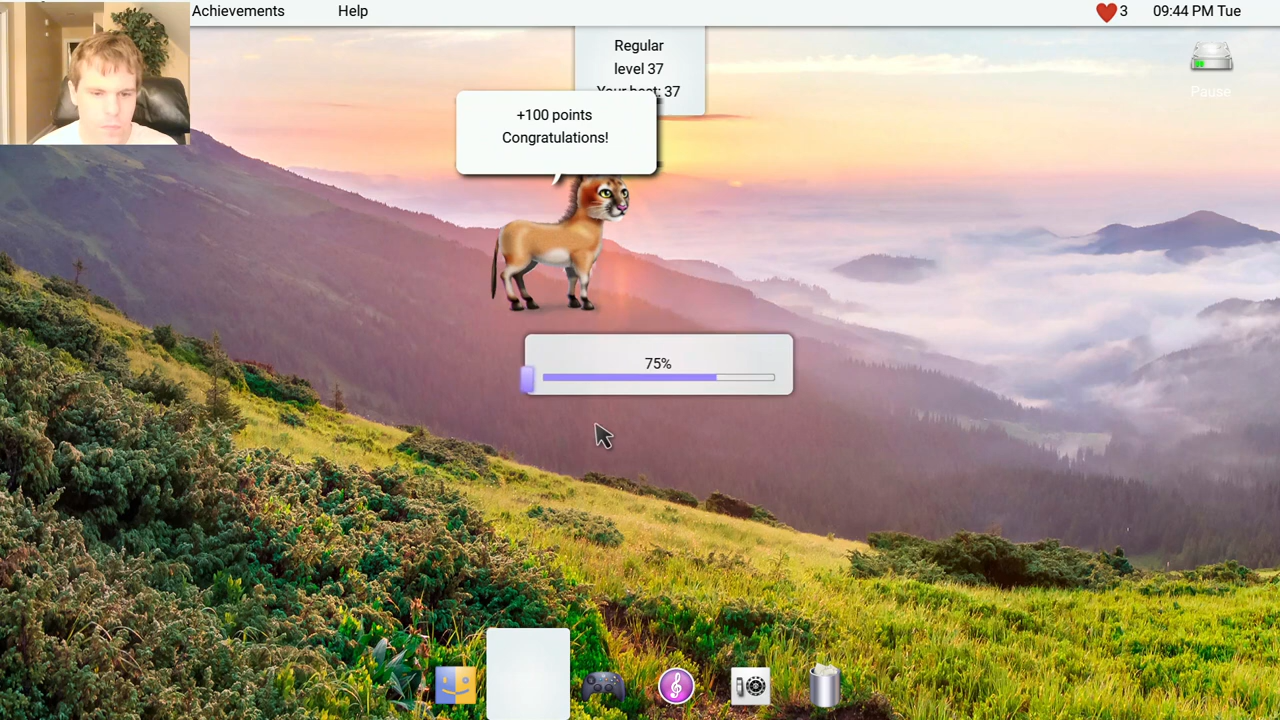 Achievements
Help
3
09:44 PM Tue
Regular
level 37
Your best: 37
Pause
+100 points
Congratulations!
75%